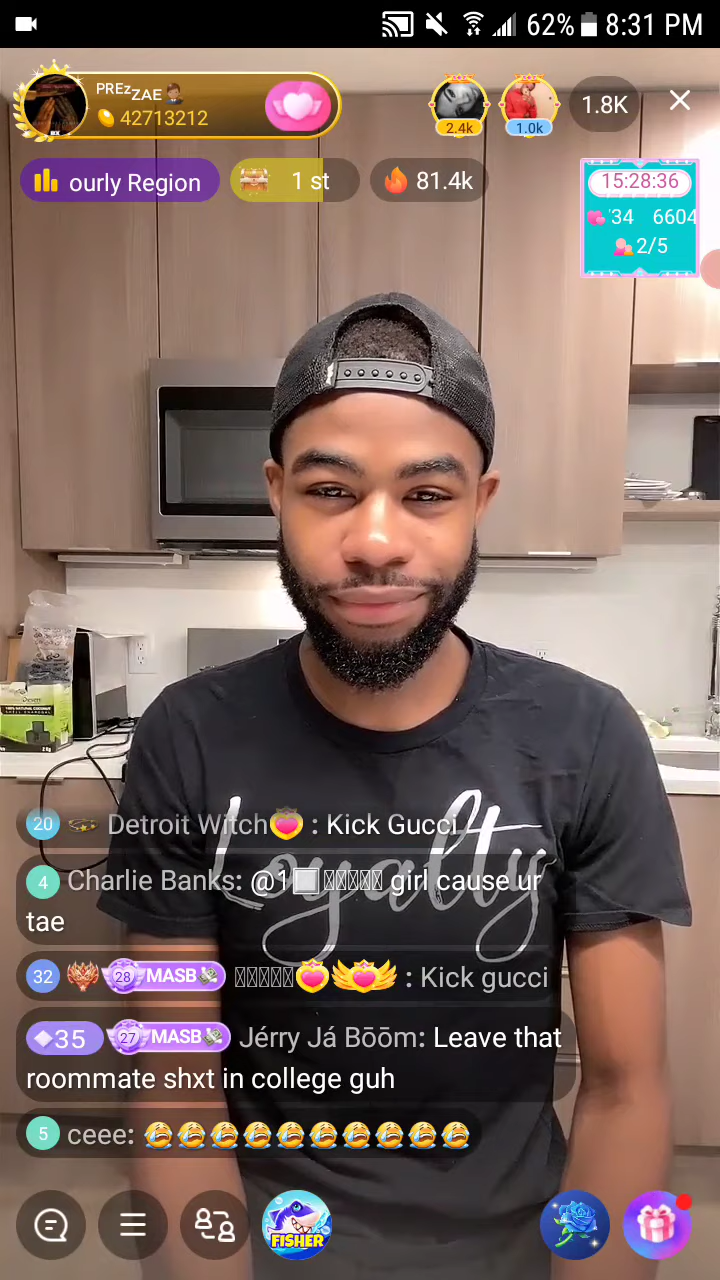 62% 8:31 PM
PREzZAE
42713212
2.4k
1.0k
1.8K
ourly Region
1 st
81.4k
15:28:36
34 6604
2/5
20 Detroit Witch : Kick Gucci
4 Charlie Banks: @1 girl cause ur
tae
32 28 MASB : Kick gucci
35 27 MASB Jérry Já Bōōm: Leave that
roommate shxt in college guh
5 ceee: 😂😂😂😂😂😂😂😂😂😂
Loyalty
FISHER